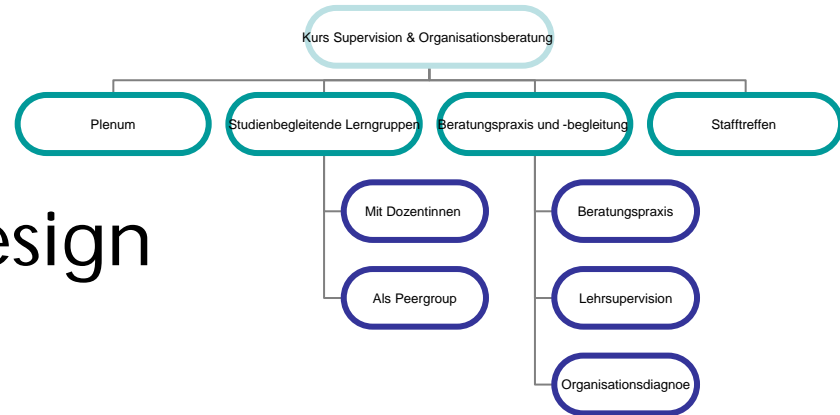 Kurs Supervision & Organisationsberatung
Plenum
Studienbegleitende Lerngruppen
Beratungspraxis und -begleitung
Stafftreffen
esign
Mit Dozentinnen
Beratungspraxis
Als Peergroup
Lehrsupervision
Organisationsdiagnoe